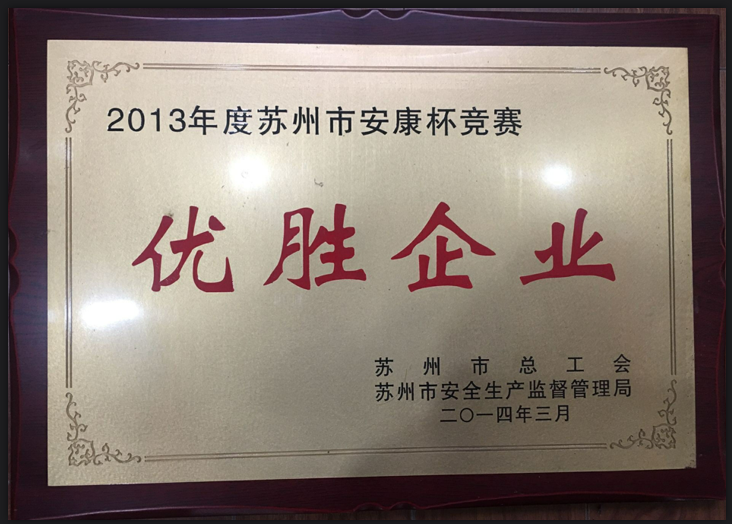 2013年度苏州市安康杯竞赛
优胜企业
苏州市总工会
苏州市安全生产监督管理局
二〇一四年三月